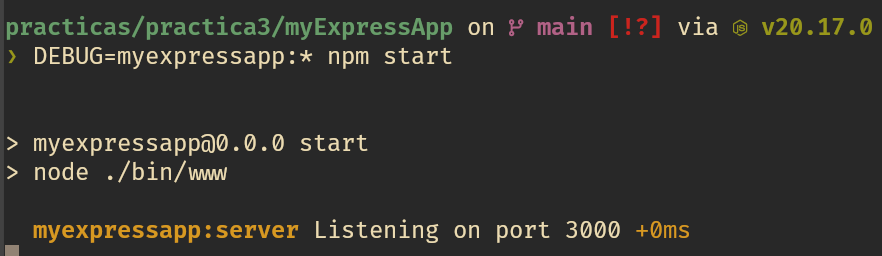 practicas/practica3/myExpressApp on main [!?] via v20.17.0
❯ DEBUG=myexpressapp:* npm start
> myexpressapp@0.0.0 start
> node ./bin/www
myexpressapp:server Listening on port 3000 +0ms